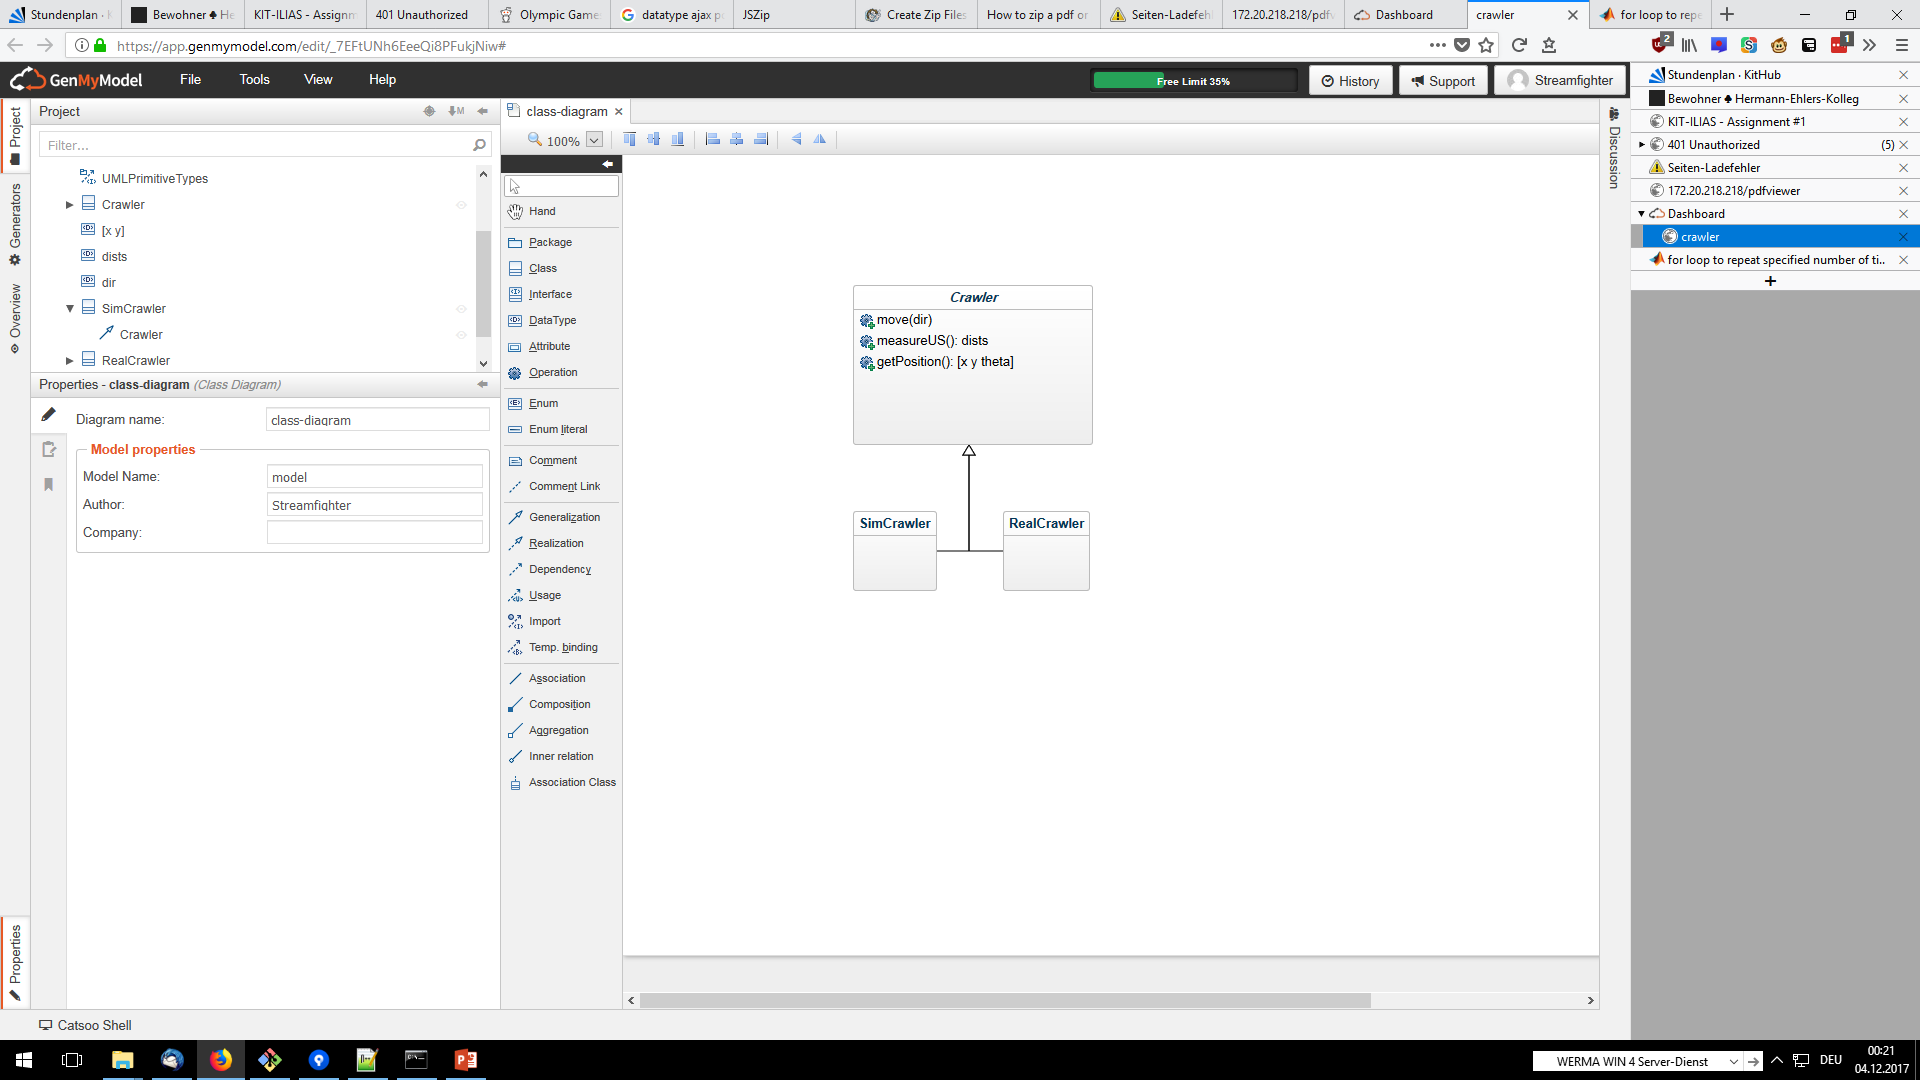 Stundenplan · K
Bewohner ♣ He
KIT-ILIAS - Assignm
401 Unauthorized
Olympic Game
datatype ajax p
JSZip
Create Zip Files
How to zip a pdf or
Seiten-Ladefehl
172.20.218.218/pdfv
Dashboard
crawler
for loop to repe
https://app.genmymodel.com/edit/_7EFtUNh6EeeQi8PFukjNiw#
2
1
GenMyModel
File
Tools
View
Help
Free Limit 35%
History
Support
Streamfighter
Project
Generators
Overview
Properties
Project
M
Filter...
UMLPrimitiveTypes
Crawler
[x y]
dists
dir
SimCrawler
Crawler
RealCrawler
Properties - class-diagram (Class Diagram)
Diagram name:
class-diagram
Model properties
Model Name:
model
Author:
Streamfighter
Company:
class-diagram
100%
Hand
Package
Class
Interface
DataType
Attribute
Operation
Enum
Enum literal
Comment
Comment Link
Generalization
Realization
Dependency
Usage
Import
Temp. binding
Association
Composition
Aggregation
Inner relation
Association Class
Crawler
move(dir)
measureUS(): dists
getPosition(): [x y theta]
SimCrawler
RealCrawler
Discussion
Stundenplan · KitHub
Bewohner ♣ Hermann-Ehlers-Kolleg
KIT-ILIAS - Assignment #1
401 Unauthorized
(5)
Seiten-Ladefehler
172.20.218.218/pdfviewer
Dashboard
crawler
for loop to repeat specified number of ti..
Catsoo Shell
WERMA WIN 4 Server-Dienst
DEU
00:21
04.12.2017